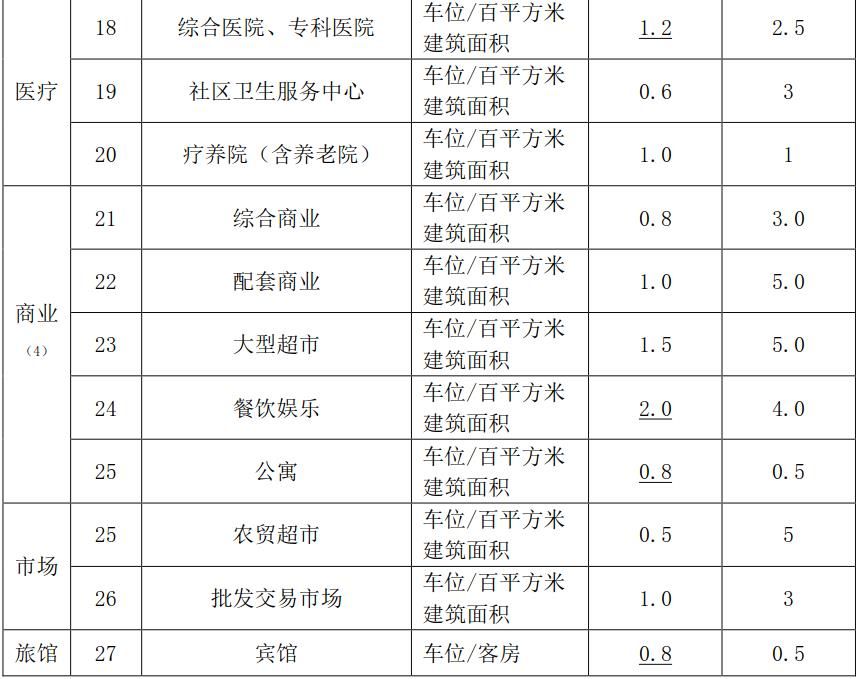 医疗
18 综合医院、专科医院 车位/百平方米 1.2 2.5
建筑面积
19 社区卫生服务中心 车位/百平方米 0.6 3
建筑面积
20 疗养院（含养老院） 车位/百平方米 1.0 1
建筑面积
商业
（4）
21 综合商业 车位/百平方米 0.8 3.0
建筑面积
22 配套商业 车位/百平方米 1.0 5.0
建筑面积
23 大型超市 车位/百平方米 1.5 5.0
建筑面积
24 餐饮娱乐 车位/百平方米 2.0 4.0
建筑面积
25 公寓 车位/百平方米 0.8 0.5
建筑面积
市场
25 农贸超市 车位/百平方米 0.5 5
建筑面积
26 批发交易市场 车位/百平方米 1.0 3
建筑面积
旅馆 27 宾馆 车位/客房 0.8 0.5